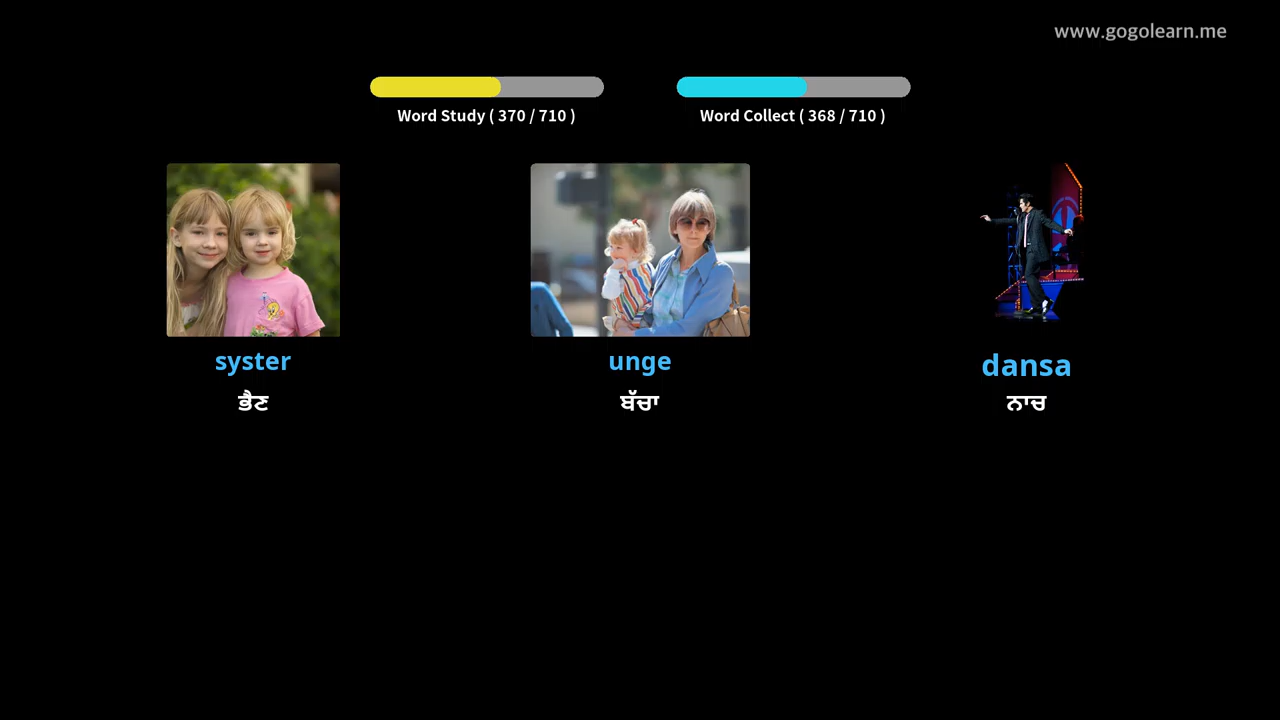 www.gogolearn.me
Word Study ( 370 / 710 )
Word Collect ( 368 / 710 )
syster
unge
dansa
ਭੈਣ
ਬੱਚਾ
ਨਾਚ